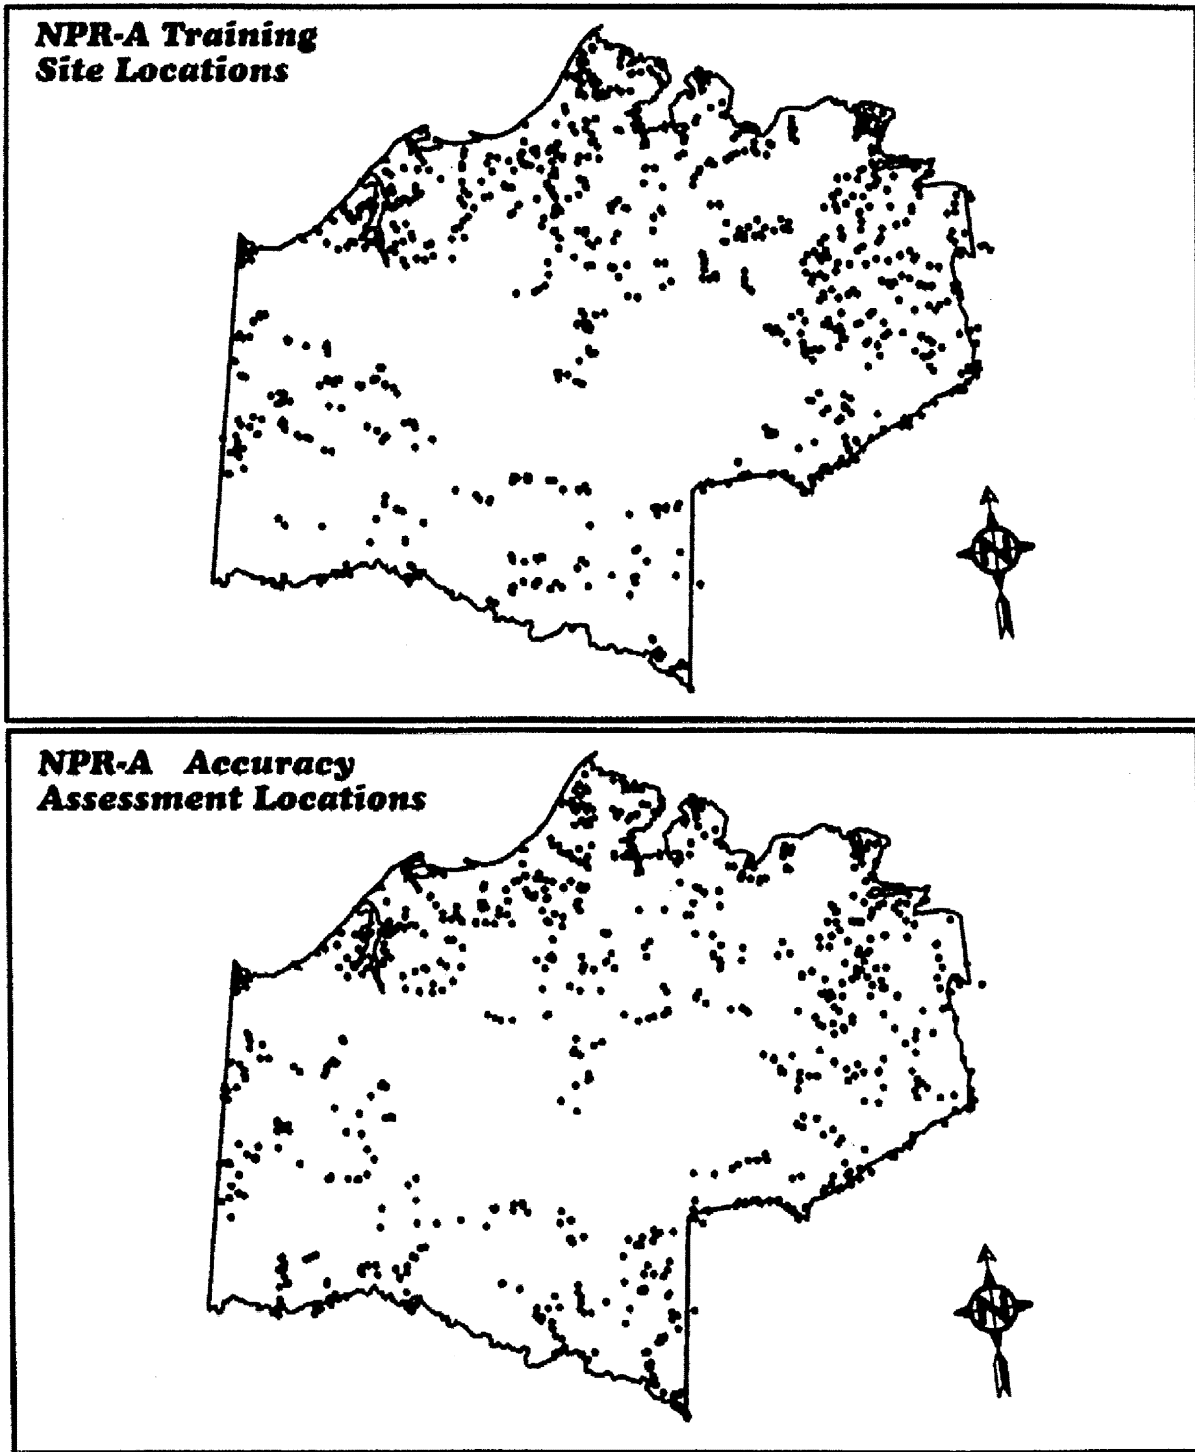 NPR-A Training
Site Locations
N
NPR-A Accuracy
Assessment Locations
N